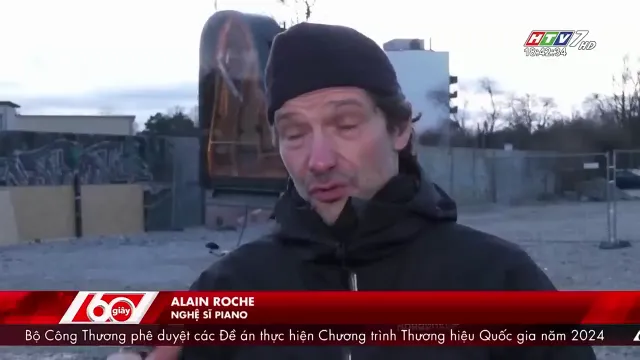 HTV7 HD
18:42:34
60 giây
ALAIN ROCHE
NGHỆ SĨ PIANO
Bộ Công Thương phê duyệt các Đề án thực hiện Chương trình Thương hiệu Quốc gia năm 2024